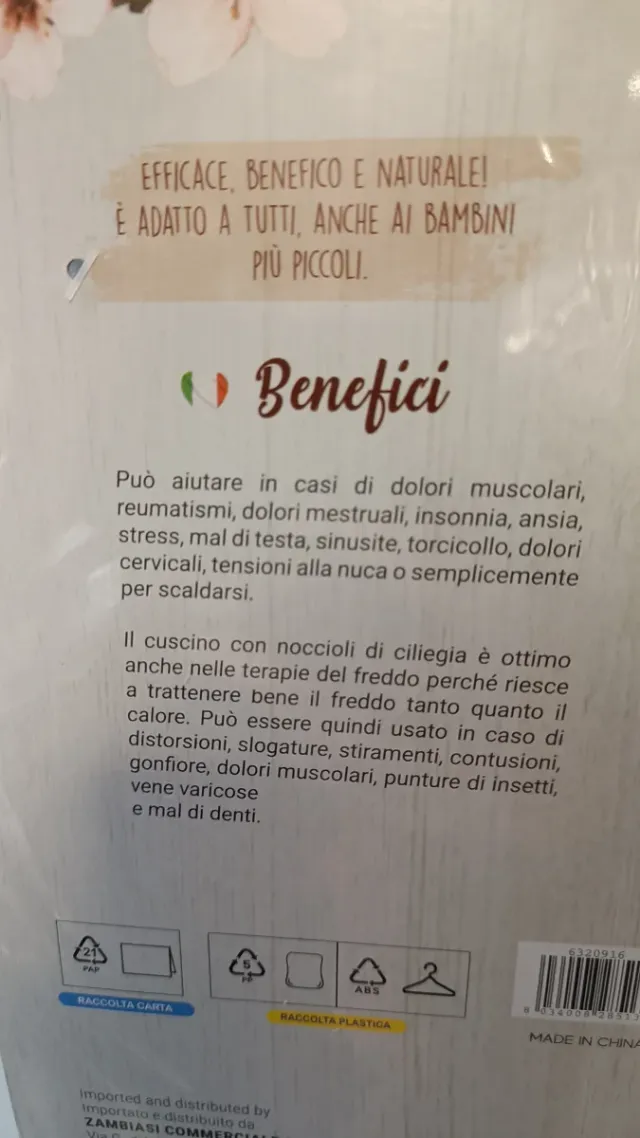 EFFICACE, BENEFICO E NATURALE!
È ADATTO A TUTTI, ANCHE AI BAMBINI
PIÙ PICCOLI.
Benefici
Può aiutare in casi di dolori muscolari,
reumatismi, dolori mestruali, insonnia, ansia,
stress, mal di testa, sinusite, torcicollo, dolori
cervicali, tensioni alla nuca o semplicemente
per scaldarsi.
Il cuscino con noccioli di ciliegia è ottimo
anche nelle terapie del freddo perché riesce
a trattenere bene il freddo tanto quanto il
calore. Può essere quindi usato in caso di
distorsioni, slogature, stiramenti, contusioni,
gonfiore, dolori muscolari, punture di insetti,
vene varicose
e mal di denti.
21
PAP
RACCOLTA CARTA
5
PP
ABS
RACCOLTA PLASTICA
6320916
MADE IN CHINA
Imported and distributed by
Importato e distribuito da
ZAMBIASI
Via